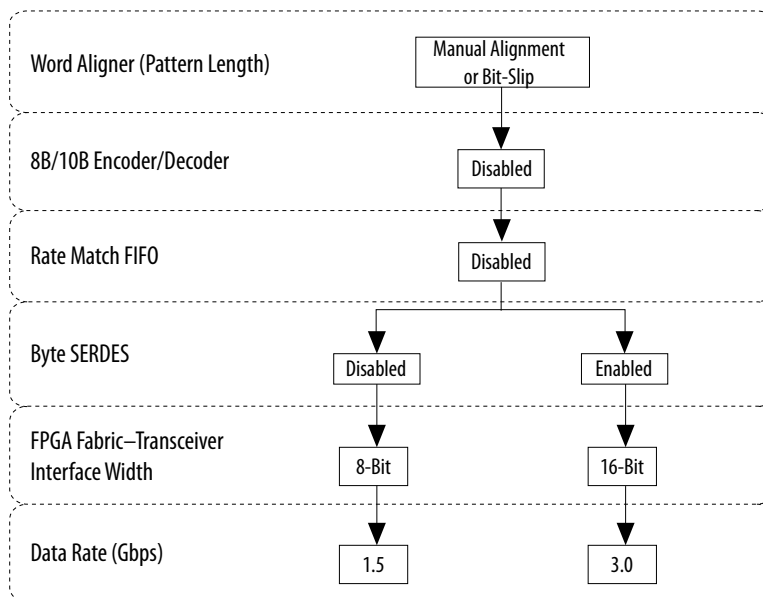 Word Aligner (Pattern Length)
Manual Alignment
or Bit-Slip
8B/10B Encoder/Decoder
Disabled
Rate Match FIFO
Disabled
Byte SERDES
Disabled
Enabled
FPGA Fabric–Transceiver
Interface Width
8-Bit
16-Bit
Data Rate (Gbps)
1.5
3.0